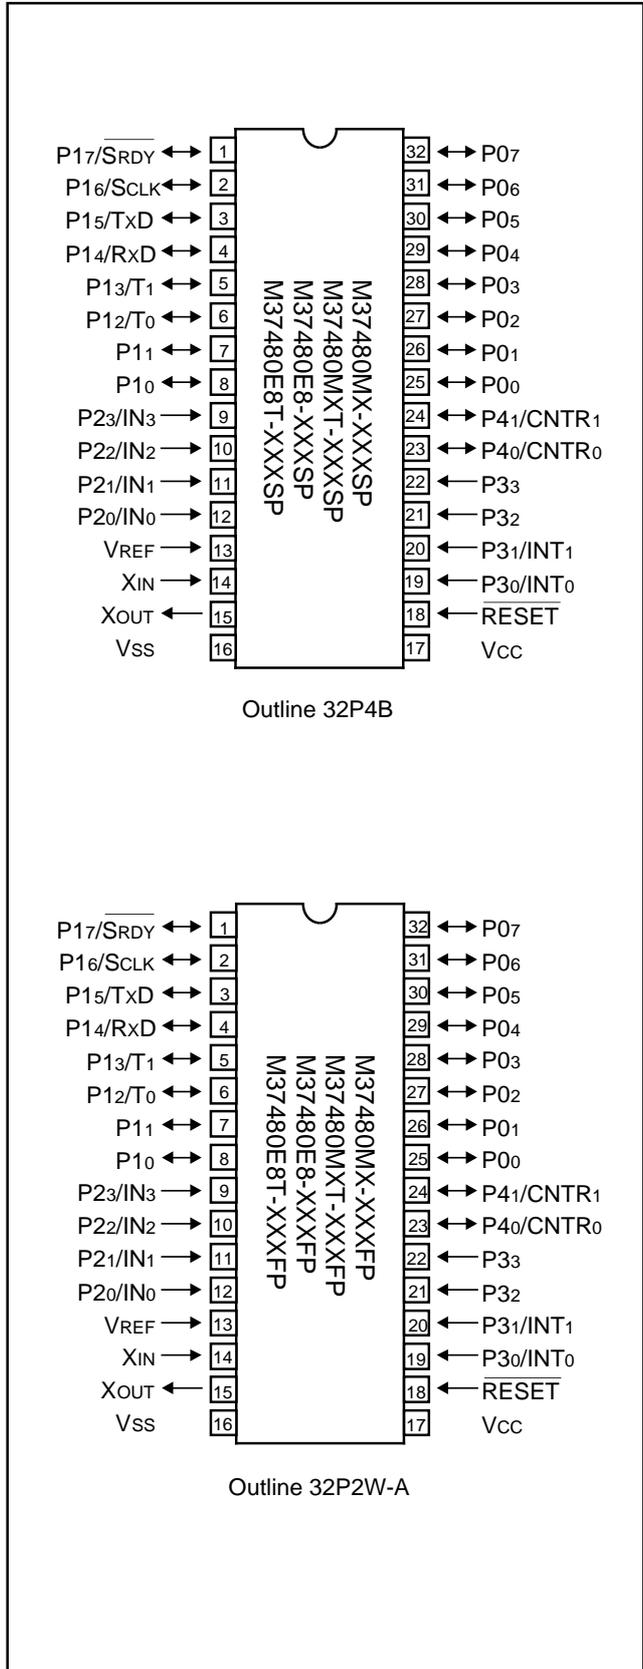 P17/SRDY 1 32 P07
P16/SCLK 2 31 P06
P15/TXD 3 30 P05
P14/RXD 4 29 P04
P13/T1 5 28 P03
P12/T0 6 27 P02
P11 7 26 P01
P10 8 25 P00
P23/IN3 9 24 P41/CNTR1
P22/IN2 10 23 P40/CNTR0
P21/IN1 11 22 P33
P20/IN0 12 21 P32
VREF 13 20 P31/INT1
XIN 14 19 P30/INT0
XOUT 15 18 RESET
VSS 16 17 VCC
M37480MX-XXXSP
M37480MXT-XXXSP
M37480E8-XXXSP
M37480E8T-XXXSP
Outline 32P4B
P17/SRDY 1 32 P07
P16/SCLK 2 31 P06
P15/TXD 3 30 P05
P14/RXD 4 29 P04
P13/T1 5 28 P03
P12/T0 6 27 P02
P11 7 26 P01
P10 8 25 P00
P23/IN3 9 24 P41/CNTR1
P22/IN2 10 23 P40/CNTR0
P21/IN1 11 22 P33
P20/IN0 12 21 P32
VREF 13 20 P31/INT1
XIN 14 19 P30/INT0
XOUT 15 18 RESET
VSS 16 17 VCC
M37480MX-XXXFP
M37480MXT-XXXFP
M37480E8-XXXFP
M37480E8T-XXXFP
Outline 32P2W-A